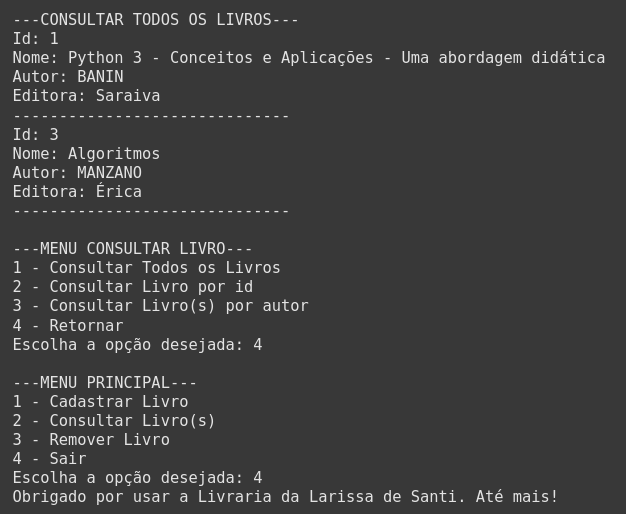 ---CONSULTAR TODOS OS LIVROS---
Id: 1
Nome: Python 3 - Conceitos e Aplicações - Uma abordagem didática
Autor: BANIN
Editora: Saraiva
------------------------------
Id: 3
Nome: Algoritmos
Autor: MANZANO
Editora: Érica
------------------------------
---MENU CONSULTAR LIVRO---
1 - Consultar Todos os Livros
2 - Consultar Livro por id
3 - Consultar Livro(s) por autor
4 - Retornar
Escolha a opção desejada: 4
---MENU PRINCIPAL---
1 - Cadastrar Livro
2 - Consultar Livro(s)
3 - Remover Livro
4 - Sair
Escolha a opção desejada: 4
Obrigado por usar a Livraria da Larissa de Santi. Até mais!